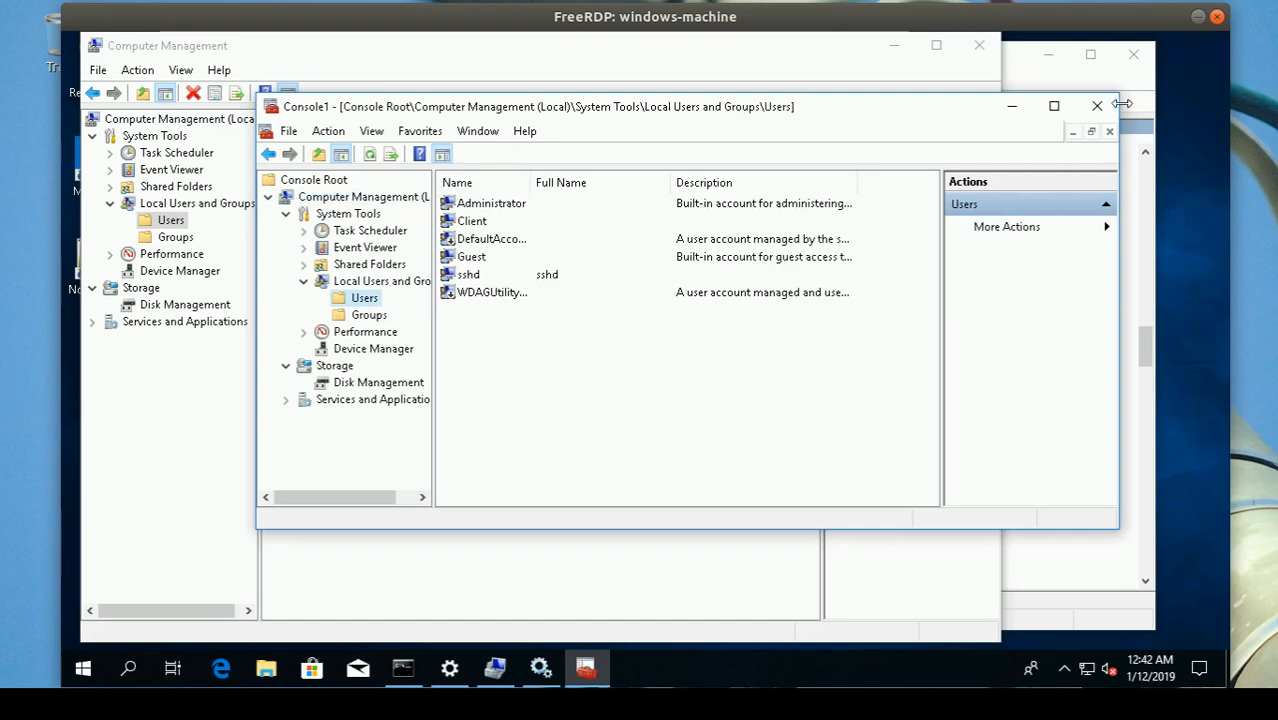 FreeRDP: windows-machine
Computer Management
File Action View Help
Computer Management (Loca
System Tools
Task Scheduler
Event Viewer
Shared Folders
Local Users and Groups
Users
Groups
Performance
Device Manager
Storage
Disk Management
Services and Applications
Console1 - [Console Root\Computer Management (Local)\System Tools\Local Users and Groups\Users]
File Action View Favorites Window Help
Console Root
Computer Management (L
System Tools
Task Scheduler
Event Viewer
Shared Folders
Local Users and Gro
Users
Groups
Performance
Device Manager
Storage
Disk Management
Services and Applicatio
Name Full Name Description
Administrator Built-in account for administering...
Client
DefaultAcco... A user account managed by the s...
Guest Built-in account for guest access t...
sshd sshd
WDAGUtility... A user account managed and use...
Actions
Users
More Actions
12:42 AM
1/12/2019